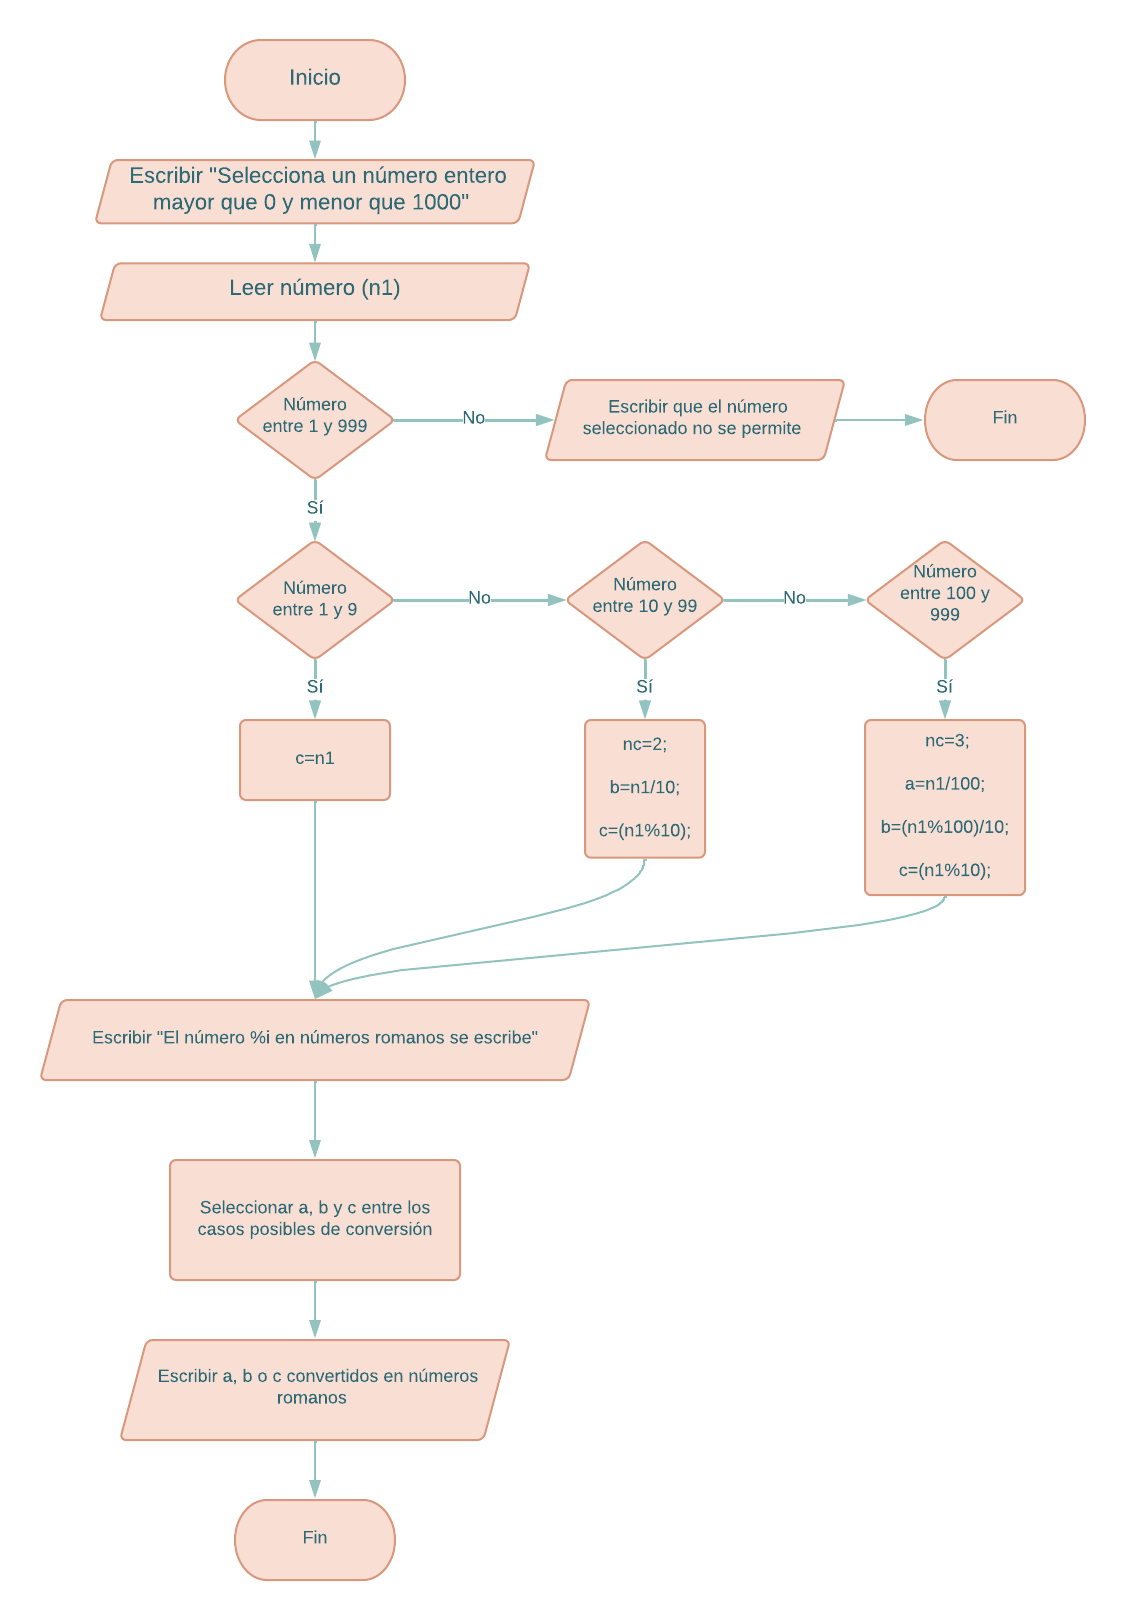 Inicio
Escribir "Selecciona un número entero
mayor que 0 y menor que 1000"
Leer número (n1)
Número
entre 1 y 999
No
Escribir que el número
seleccionado no se permite
Fin
Sí
Número
entre 1 y 9
No
Número
entre 10 y 99
No
Número
entre 100 y
999
Sí
Sí
Sí
c=n1
nc=2;
b=n1/10;
c=(n1%10);
nc=3;
a=n1/100;
b=(n1%100)/10;
c=(n1%10);
Escribir "El número %i en números romanos se escribe"
Seleccionar a, b y c entre los
casos posibles de conversión
Escribir a, b o c convertidos en números
romanos
Fin